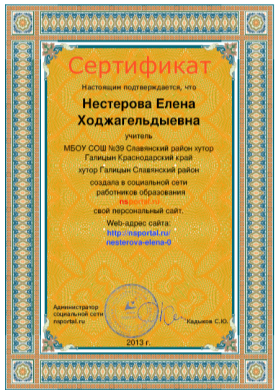 Сертификат
Настоящим подтверждается, что
Нестерова Елена
Ходжагельдыевна
учитель
МБОУ СОШ №39 Славянский район хутор
Галицын Краснодарский край
хутор Галицын Славянский район
создала в социальной сети
работников образования
nsportal.ru
свой персональный сайт.
Web-адрес сайта:
http://nsportal.ru/
nesterova-elena-0
Администратор
социальной сети
nsportal.ru
Кадыков С.Ю.
2013 г.